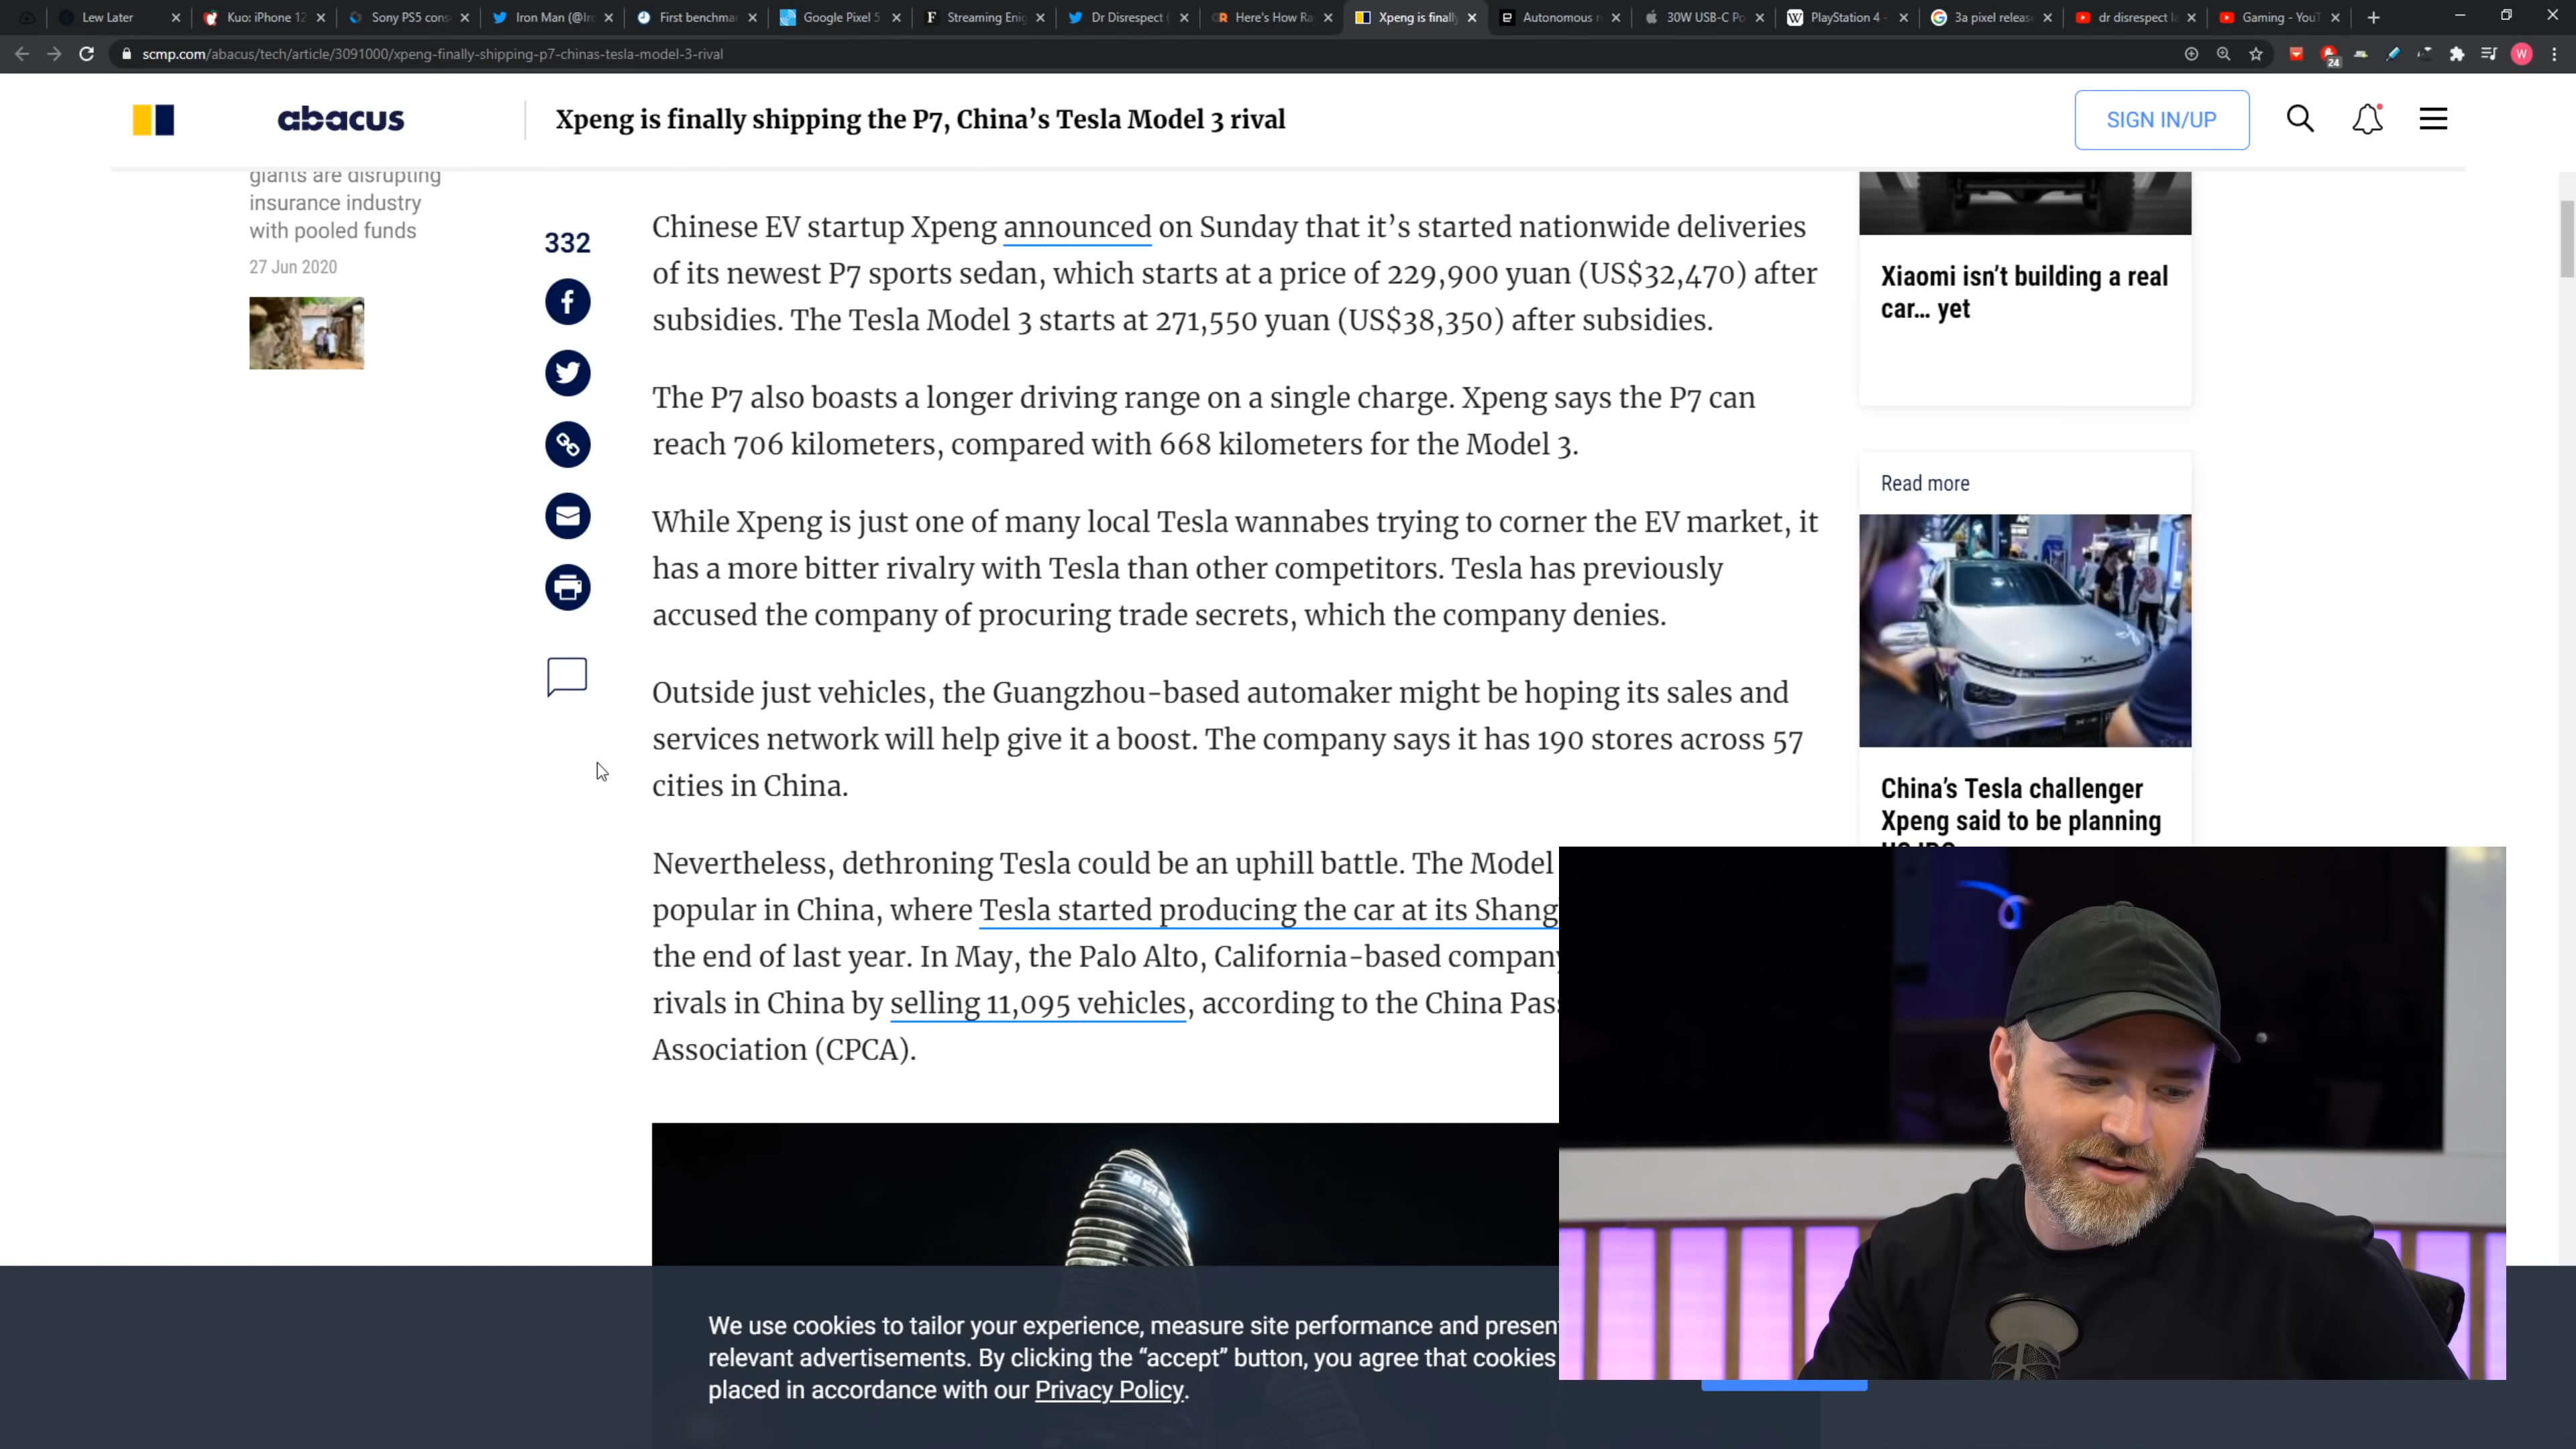 Lew Later
Kuo: iPhone 12
Sony PS5 cons
Iron Man (@Iro
First benchmar
Google Pixel 5
F Streaming Enig
Dr Disrespect (
CR Here's How Ra
Xpeng is finall
Autonomous r
30W USB-C Po
W PlayStation 4 -
3a pixel releas
dr disrespect la
Gaming - YouT
scmp.com/abacus/tech/article/3091000/xpeng-finally-shipping-p7-chinas-tesla-model-3-rival
24
W
abacus
Xpeng is finally shipping the P7, China’s Tesla Model 3 rival
SIGN IN/UP
giants are disrupting
insurance industry
with pooled funds
27 Jun 2020
332
Chinese EV startup Xpeng announced on Sunday that it’s started nationwide deliveries
of its newest P7 sports sedan, which starts at a price of 229,900 yuan (US$32,470) after
subsidies. The Tesla Model 3 starts at 271,550 yuan (US$38,350) after subsidies.
The P7 also boasts a longer driving range on a single charge. Xpeng says the P7 can
reach 706 kilometers, compared with 668 kilometers for the Model 3.
While Xpeng is just one of many local Tesla wannabes trying to corner the EV market, it
has a more bitter rivalry with Tesla than other competitors. Tesla has previously
accused the company of procuring trade secrets, which the company denies.
Outside just vehicles, the Guangzhou-based automaker might be hoping its sales and
services network will help give it a boost. The company says it has 190 stores across 57
cities in China.
Nevertheless, dethroning Tesla could be an uphill battle. The Model
popular in China, where Tesla started producing the car at its Shang
the end of last year. In May, the Palo Alto, California-based company
rivals in China by selling 11,095 vehicles, according to the China Pass
Association (CPCA).
Xiaomi isn’t building a real
car... yet
Read more
China’s Tesla challenger
Xpeng said to be planning
US IPO
We use cookies to tailor your experience, measure site performance and present
relevant advertisements. By clicking the “accept” button, you agree that cookies
placed in accordance with our Privacy Policy.